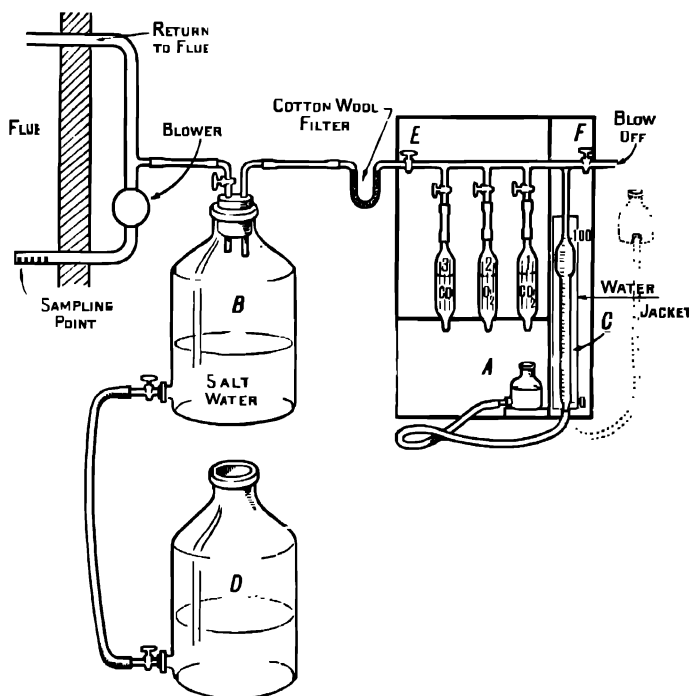 RETURN
TO FLUE
FLUE
BLOWER
COTTON WOOL
FILTER
E
F
BLOW
OFF
SAMPLING
POINT
B
SALT
WATER
3
CO
2
O2
1
CO2
100
WATER
JACKET
C
A
0
D